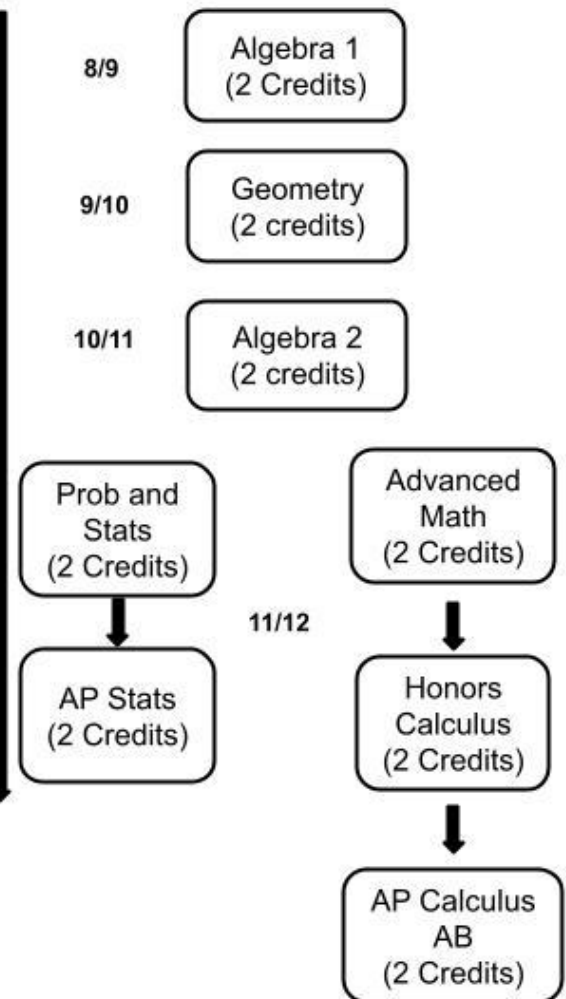 8/9
Algebra 1
(2 Credits)
9/10
Geometry
(2 credits)
10/11
Algebra 2
(2 credits)
Prob and
Stats
(2 Credits)
Advanced
Math
(2 Credits)
11/12
AP Stats
(2 Credits)
Honors
Calculus
(2 Credits)
AP Calculus
AB
(2 Credits)